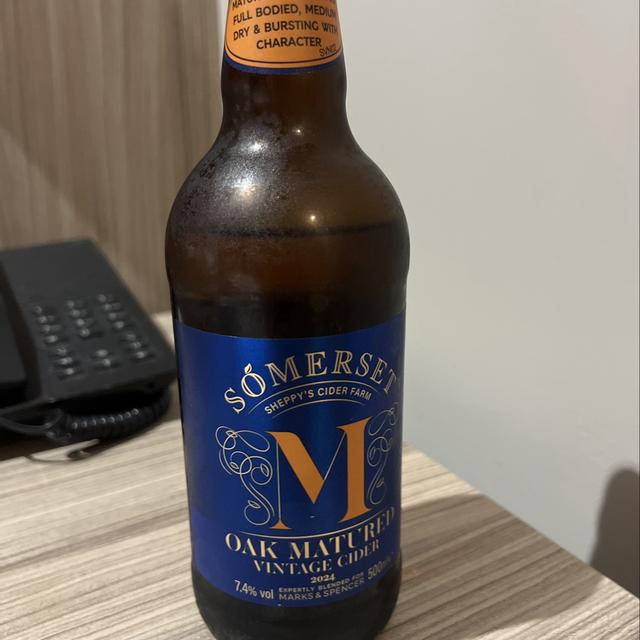 FULL BODIED, MEDIUM
DRY & BURSTING WITH
CHARACTER
SOMERSET
SHEPPY'S CIDER FARM
M
OAK MATURED
VINTAGE CIDER
2024
7.4% vol
EXPERTLY BLENDED FOR
MARKS & SPENCER
500ml